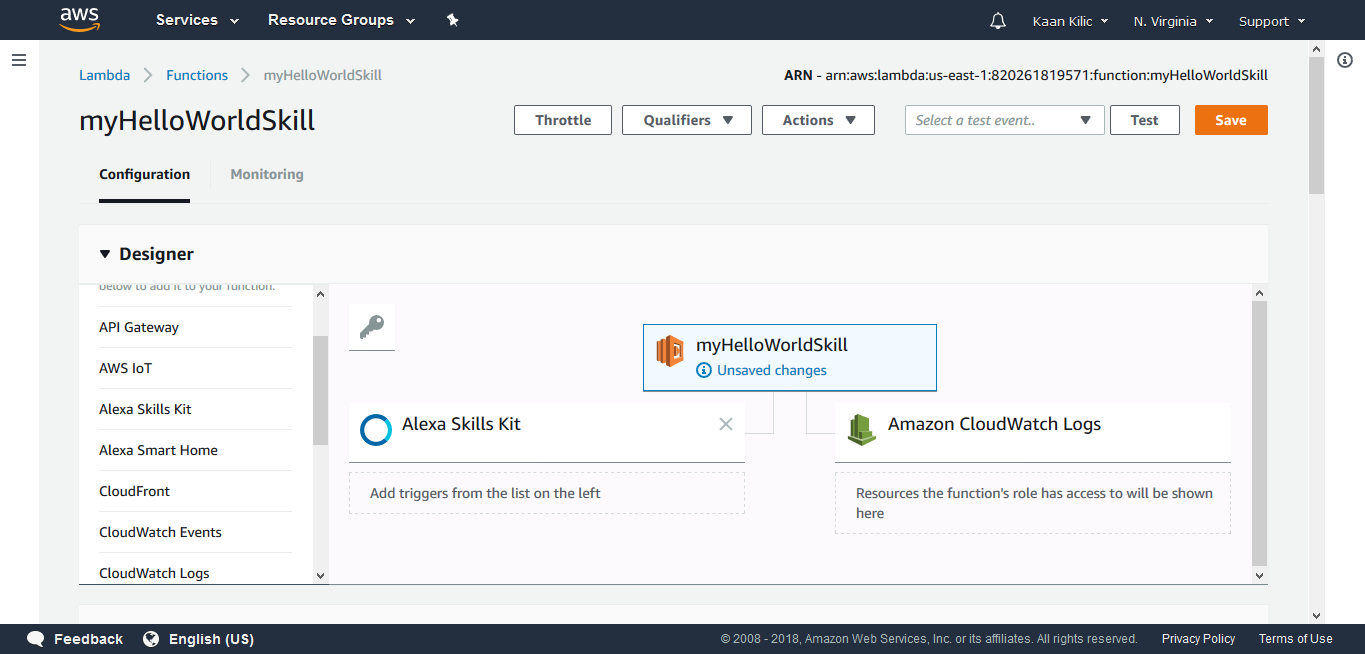 aws Services Resource Groups Kaan Kilic N. Virginia Support
Lambda Functions myHelloWorldSkill ARN - arn:aws:lambda:us-east-1:820261819571:function:myHelloWorldSkill
myHelloWorldSkill Throttle Qualifiers Actions Select a test event.. Test Save
Configuration Monitoring
Designer
below to add it to your function.
API Gateway
AWS IoT
Alexa Skills Kit
Alexa Smart Home
CloudFront
CloudWatch Events
CloudWatch Logs
myHelloWorldSkill
Unsaved changes
Alexa Skills Kit
Add triggers from the list on the left
Amazon CloudWatch Logs
Resources the function's role has access to will be shown
here
Feedback English (US) © 2008 - 2018, Amazon Web Services, Inc. or its affiliates. All rights reserved. Privacy Policy Terms of Use